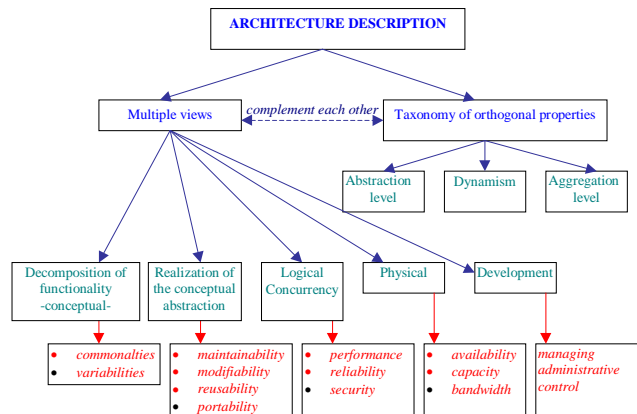 ARCHITECTURE DESCRIPTION
Multiple views
complement each other
Taxonomy of orthogonal properties
Abstraction
level
Dynamism
Aggregation
level
Decomposition of
functionality
-conceptual-
Realization of
the conceptual
abstraction
Logical
Concurrency
Physical
Development
• commonalties
• variabilities
• maintainability
• modifiability
• reusability
• portability
• performance
• reliability
• security
• availability
• capacity
• bandwidth
managing
administrative
control